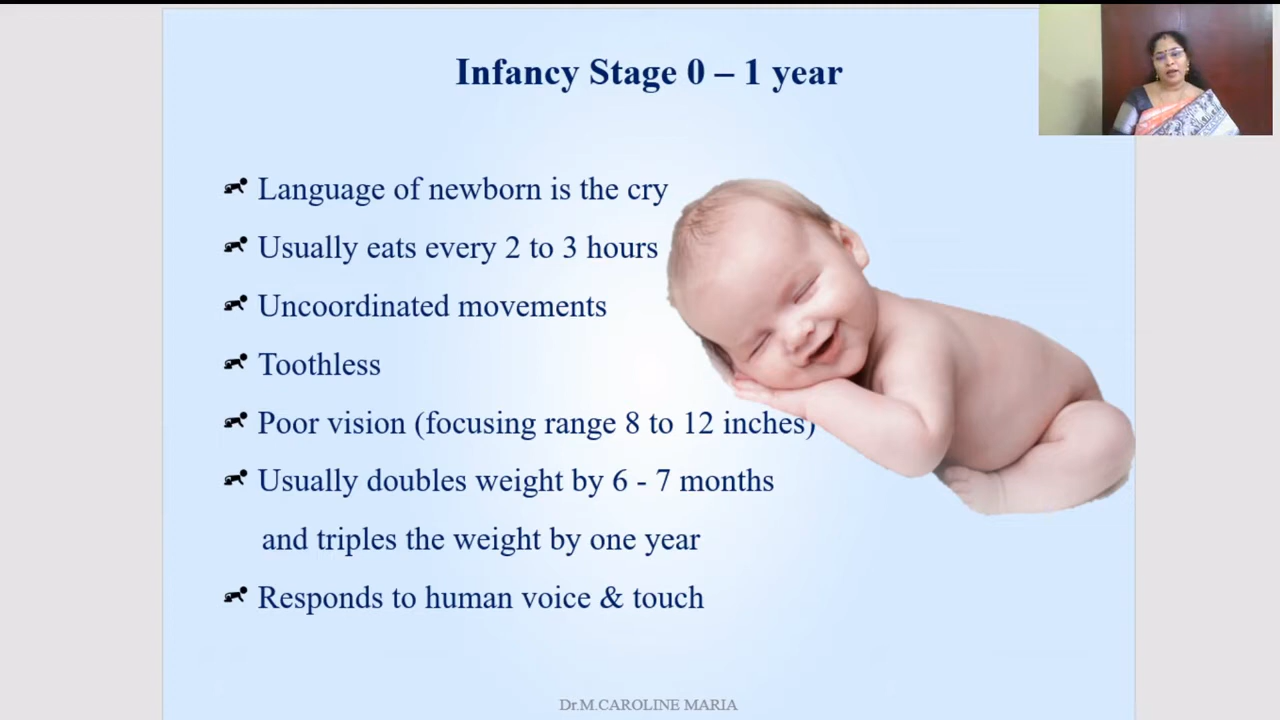 Infancy Stage 0 – 1 year
Language of newborn is the cry
Usually eats every 2 to 3 hours
Uncoordinated movements
Toothless
Poor vision (focusing range 8 to 12 inches)
Usually doubles weight by 6 - 7 months
and triples the weight by one year
Responds to human voice & touch
Dr.M.CAROLINE MARIA